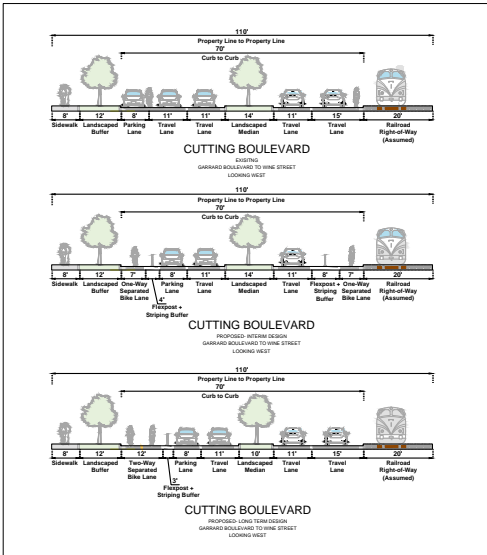 110'
Property Line to Property Line
70'
Curb to Curb
8' 12' 8' 11' 11' 14' 11' 15' 20'
Sidewalk Landscaped Buffer Parking Lane Travel Lane Travel Lane Landscaped Median Travel Lane Travel Lane Railroad Right-of-Way (Assumed)
CUTTING BOULEVARD
EXISITNG
GARRARD BOULEVARD TO WINE STREET
LOOKING WEST
110'
Property Line to Property Line
70'
Curb to Curb
8' 12' 7' 4' 8' 11' 14' 11' 8' 7' 20'
Sidewalk Landscaped Buffer One-Way Separated Bike Lane Flexpost + Striping Buffer Parking Lane Travel Lane Landscaped Median Travel Lane Flexpost + Striping Buffer One-Way Separated Bike Lane Railroad Right-of-Way (Assumed)
CUTTING BOULEVARD
PROPOSED- INTERIM DESIGN
GARRARD BOULEVARD TO WINE STREET
LOOKING WEST
110'
Property Line to Property Line
70'
Curb to Curb
8' 12' 12' 3' 8' 11' 10' 11' 15' 20'
Sidewalk Landscaped Buffer Two-Way Separated Bike Lane Flexpost + Striping Buffer Parking Lane Travel Lane Landscaped Median Travel Lane Travel Lane Railroad Right-of-Way (Assumed)
CUTTING BOULEVARD
PROPOSED- LONG TERM DESIGN
GARRARD BOULEVARD TO WINE STREET
LOOKING WEST